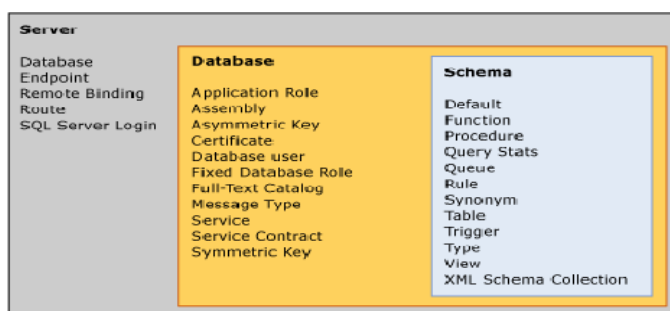 Server
Database
Endpoint
Remote Binding
Route
SQL Server Login
Database
Application Role
Assembly
Asymmetric Key
Certificate
Database user
Fixed Database Role
Full-Text Catalog
Message Type
Service
Service Contract
Symmetric Key
Schema
Default
Function
Procedure
Query Stats
Queue
Rule
Synonym
Table
Trigger
Type
View
XML Schema Collection